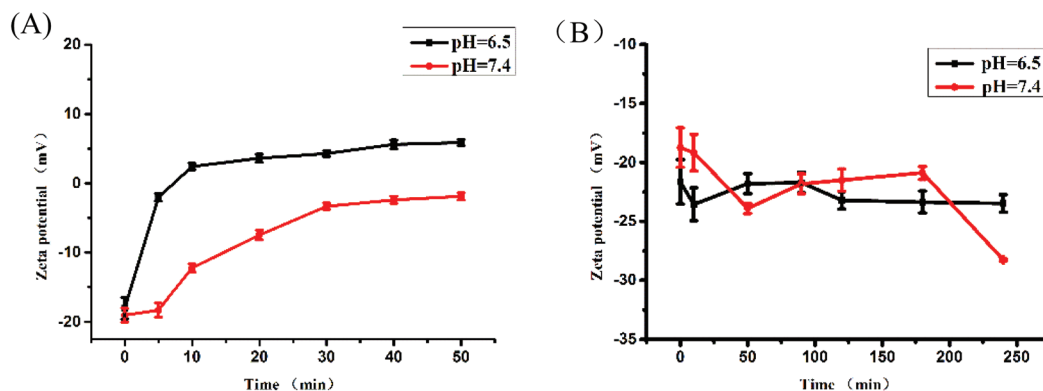 (A)
20
10
0
-10
-20
Zeta potential （mV）
pH=6.5
pH=7.4
0
10
20
30
40
50
Time （min）
（B）
-10
-15
-20
-25
-30
-35
Zeta potential （mV）
pH=6.5
pH=7.4
0
50
100
150
200
250
Time （min）